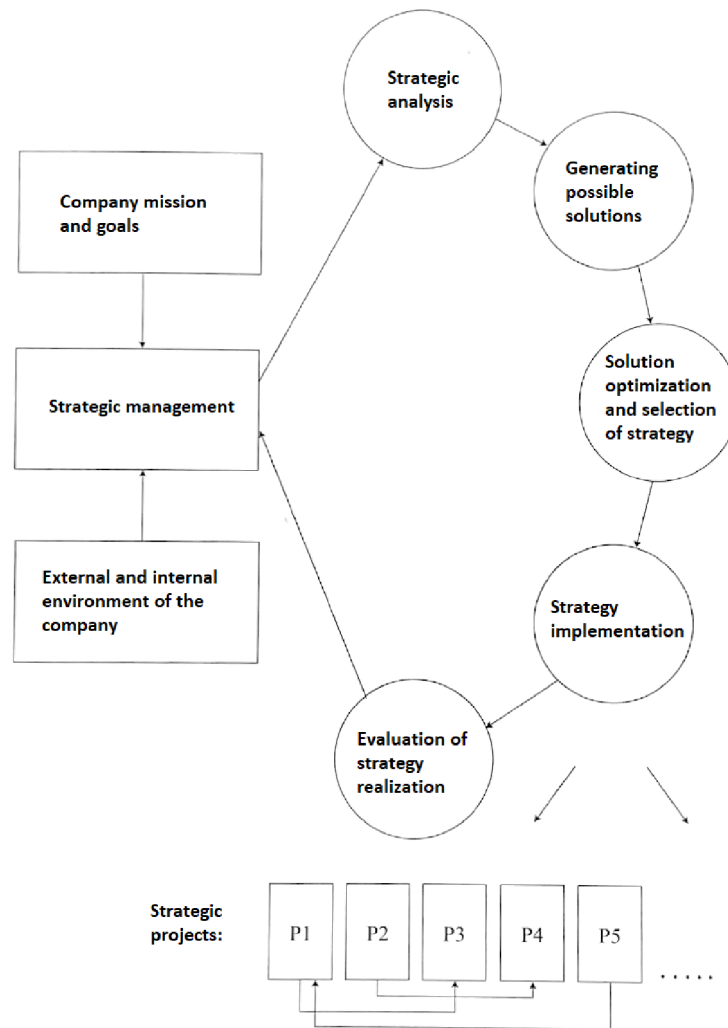 Strategic
analysis
Generating
possible
solutions
Company mission
and goals
Solution
optimization
and selection
of strategy
Strategic management
External and internal
environment of the
company
Strategy
implementation
Evaluation of
strategy
realization
Strategic
projects:
P1 P2 P3 P4 P5 .....